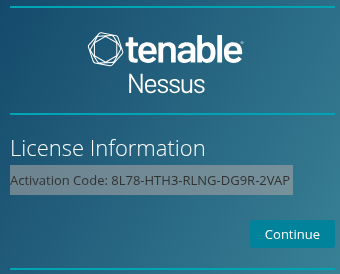 tenable
Nessus
License Information
Activation Code: 8L78-HTH3-RLNG-DG9R-2VAP
Continue